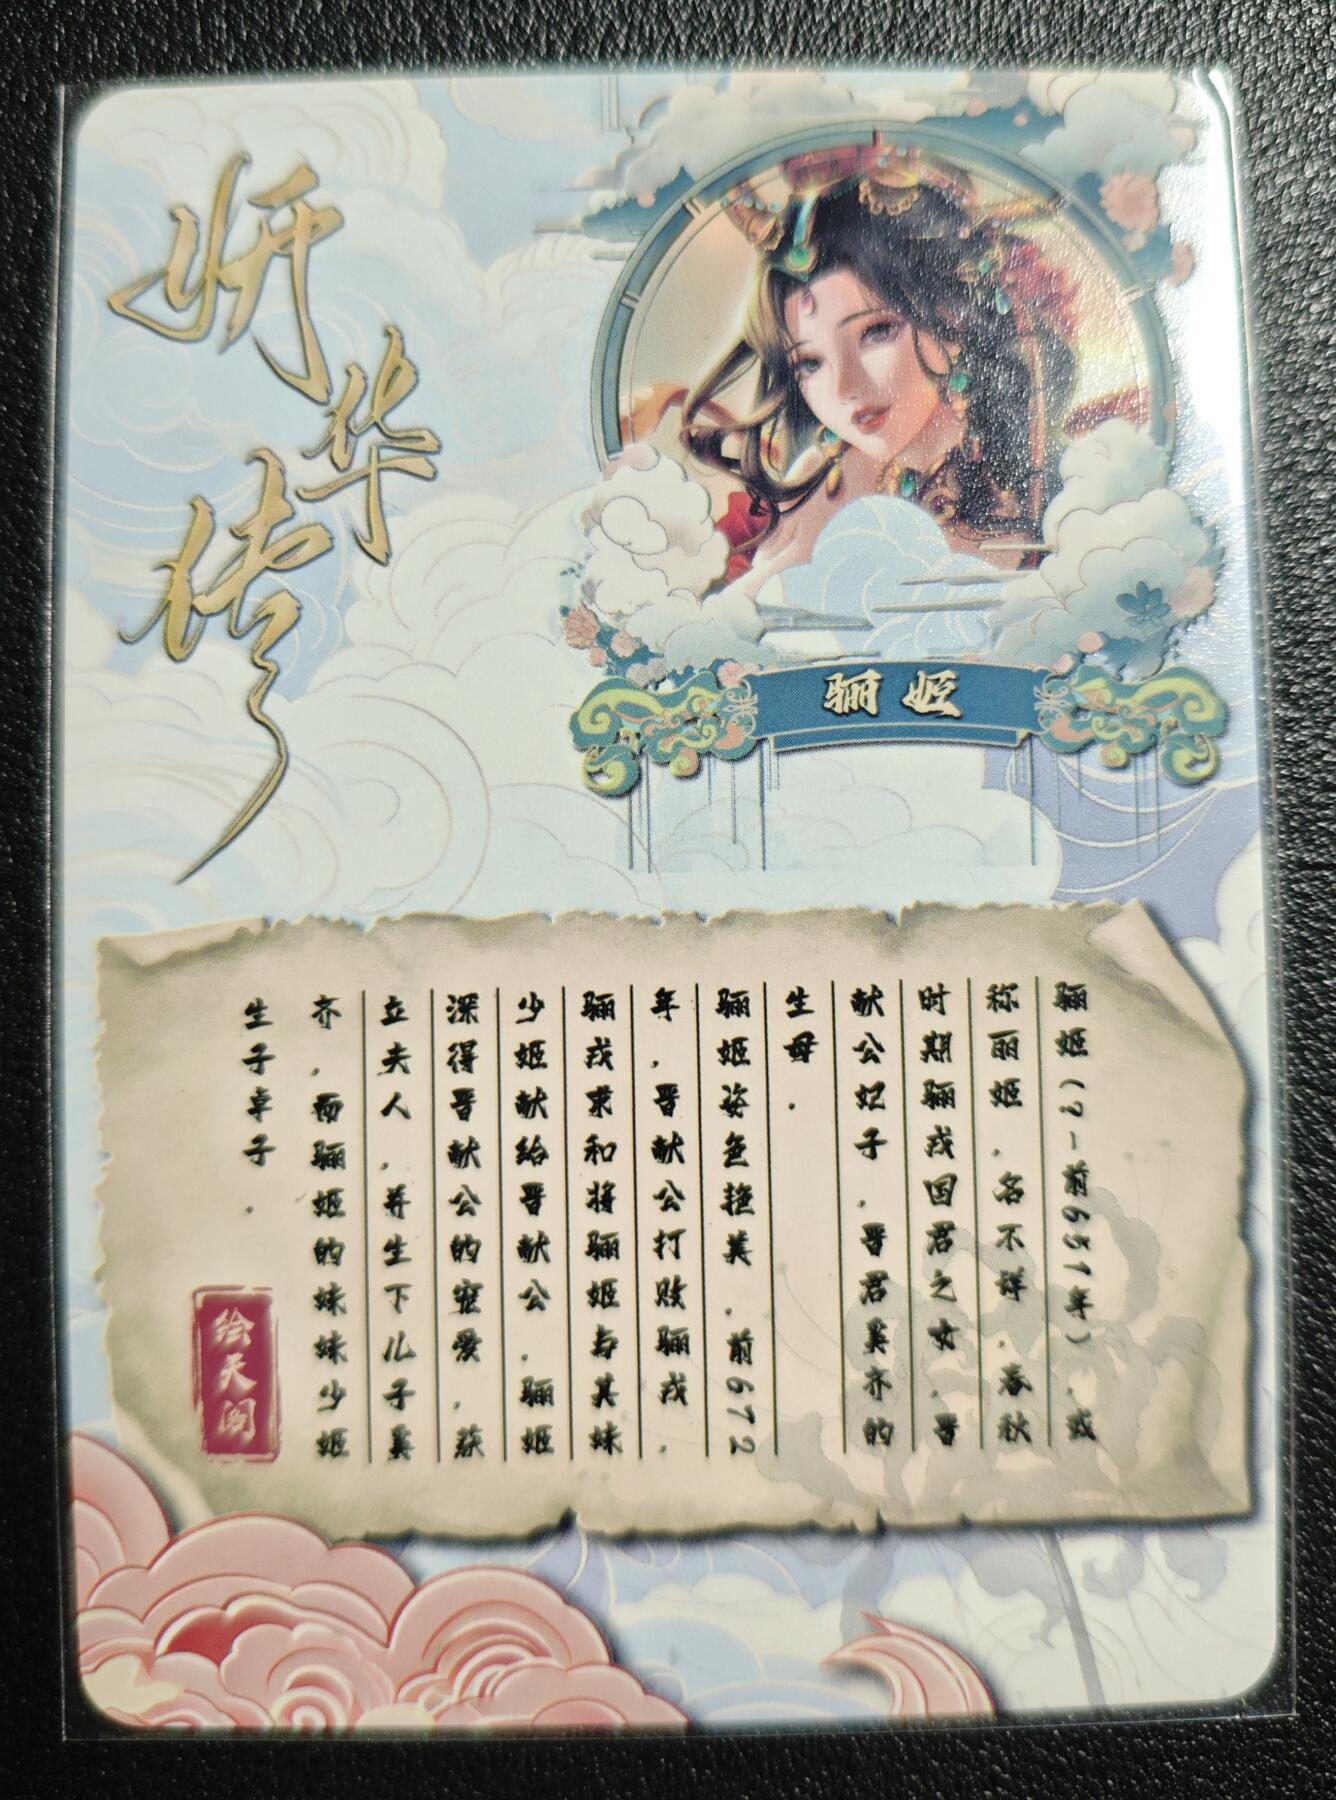 妍华传
骊姬
骊姬（？-前651年），或
称丽姬，名不详，春秋
时期骊戎国君之女，晋
献公妃子，晋君奚齐的
生母。
骊姬姿色艳美，前672
年，晋献公打败骊戎，
骊戎求和将骊姬与其妹
少姬献给晋献公。骊姬
深得晋献公的宠爱，获
立夫人，并生下儿子奚
齐，而骊姬的妹妹少姬
生子卓子。
绘天阁